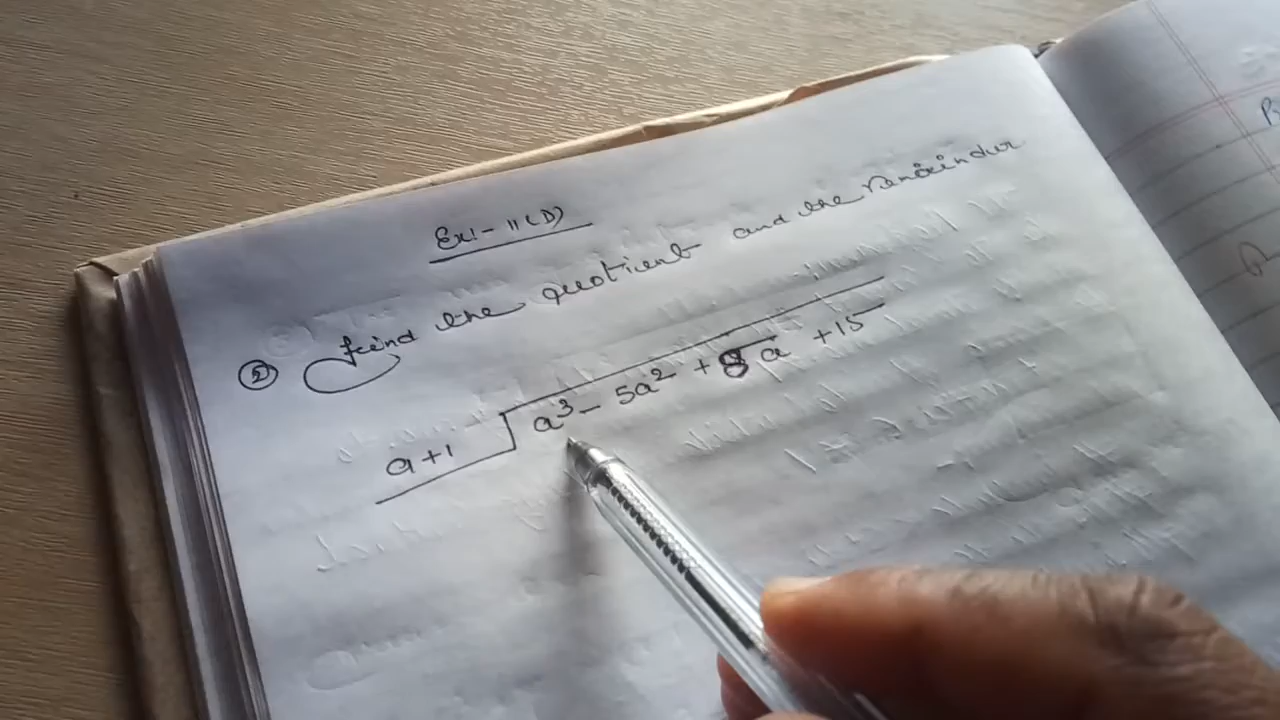 Ex:- 11(D)
② find the quotient and the remainder
a+1 a³ - 5a² + 8a +15